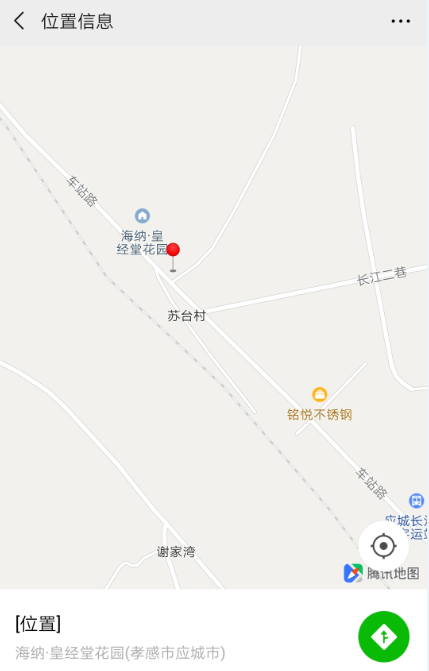 位置信息
车站路
海纳·皇
经堂花园
长江二巷
苏台村
铭悦不锈钢
车站路
应城长江
运站
谢家湾
腾讯地图
[位置]
海纳·皇经堂花园(孝感市应城市)